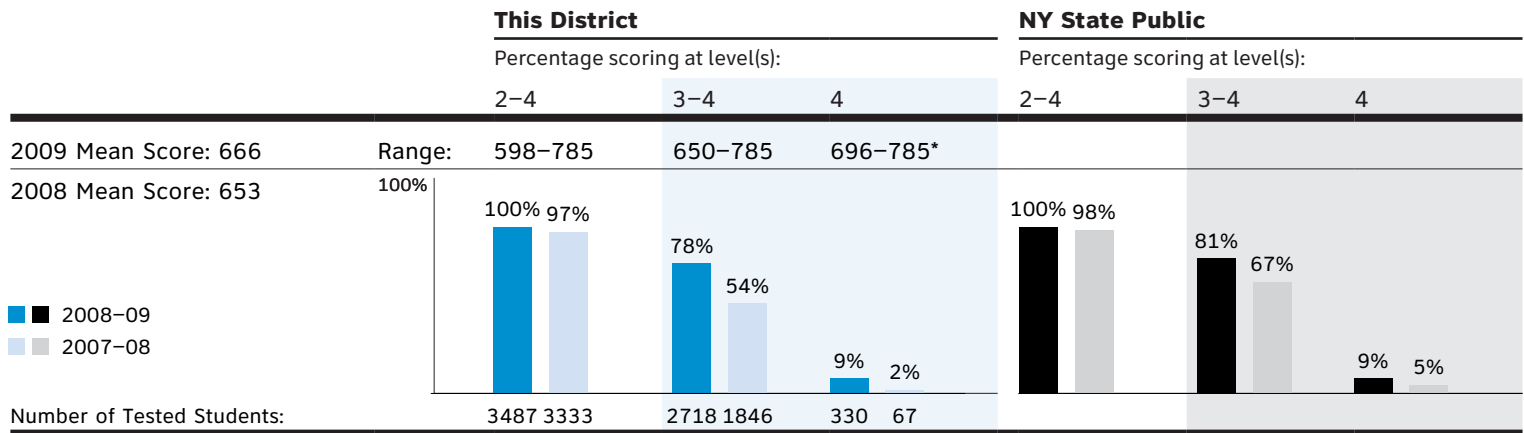 This District NY State Public
Percentage scoring at level(s): Percentage scoring at level(s):
2–4 3–4 4 2–4 3–4 4
2009 Mean Score: 666 Range: 598–785 650–785 696–785*
2008 Mean Score: 653 100%
100% 97% 78% 54% 9% 2% 100% 98% 81% 67% 9% 5%
2008–09
2007–08
Number of Tested Students: 3487 3333 2718 1846 330 67